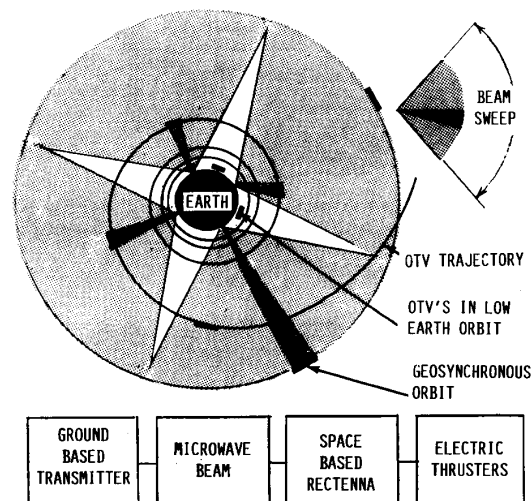 BEAM
SWEEP
EARTH
OTV TRAJECTORY
OTV'S IN LOW
EARTH ORBIT
GEOSYNCHRONOUS
ORBIT
GROUND
BASED
TRANSMITTER
MICROWAVE
BEAM
SPACE
BASED
RECTENNA
ELECTRIC
THRUSTERS